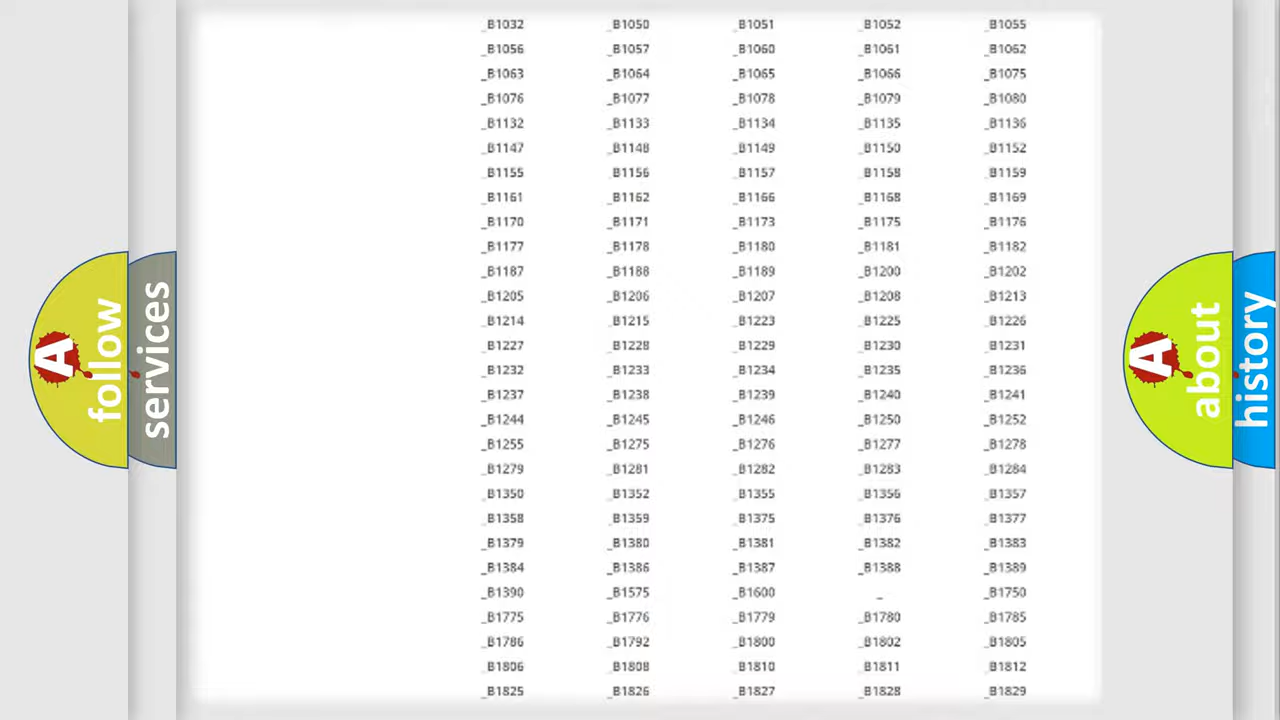 _B1032 _B1050 _B1051 _B1052 _B1055
_B1056 _B1057 _B1060 _B1061 _B1062
_B1063 _B1064 _B1065 _B1066 _B1075
_B1076 _B1077 _B1078 _B1079 _B1080
_B1132 _B1133 _B1134 _B1135 _B1136
_B1147 _B1148 _B1149 _B1150 _B1152
_B1155 _B1156 _B1157 _B1158 _B1159
_B1161 _B1162 _B1166 _B1168 _B1169
_B1170 _B1171 _B1173 _B1175 _B1176
_B1177 _B1178 _B1180 _B1181 _B1182
_B1187 _B1188 _B1189 _B1200 _B1202
_B1205 _B1206 _B1207 _B1208 _B1213
_B1214 _B1215 _B1223 _B1225 _B1226
_B1227 _B1228 _B1229 _B1230 _B1231
_B1232 _B1233 _B1234 _B1235 _B1236
_B1237 _B1238 _B1239 _B1240 _B1241
_B1244 _B1245 _B1246 _B1250 _B1252
_B1255 _B1275 _B1276 _B1277 _B1278
_B1279 _B1281 _B1282 _B1283 _B1284
_B1350 _B1352 _B1355 _B1356 _B1357
_B1358 _B1359 _B1375 _B1376 _B1377
_B1379 _B1380 _B1381 _B1382 _B1383
_B1384 _B1386 _B1387 _B1388 _B1389
_B1390 _B1575 _B1600 _ _B1750
_B1775 _B1776 _B1779 _B1780 _B1785
_B1786 _B1792 _B1800 _B1802 _B1805
_B1806 _B1808 _B1810 _B1811 _B1812
_B1825 _B1826 _B1827 _B1828 _B1829
A
follow
services
A
about
history